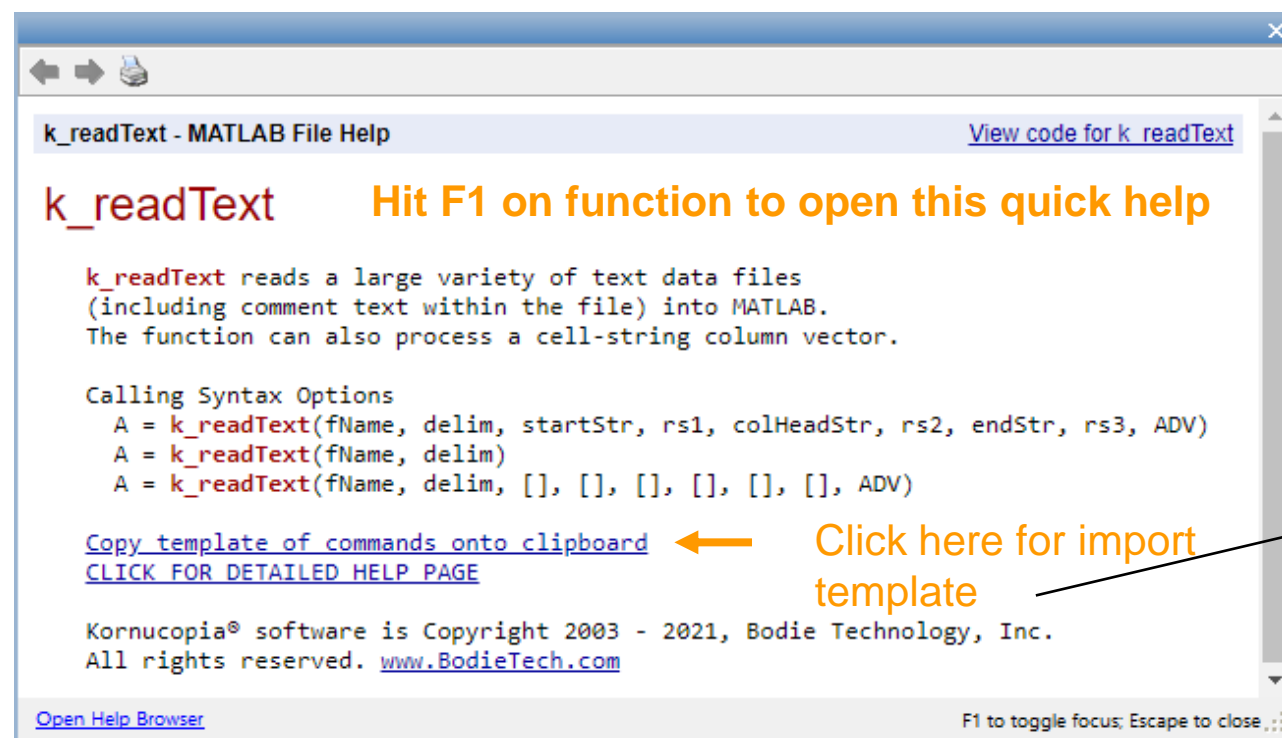 k_readText - MATLAB File Help View code for k_readText
k_readText Hit F1 on function to open this quick help
k_readText reads a large variety of text data files
(including comment text within the file) into MATLAB.
The function can also process a cell-string column vector.
Calling Syntax Options
A = k_readText(fName, delim, startStr, rs1, colHeadStr, rs2, endStr, rs3, ADV)
A = k_readText(fName, delim)
A = k_readText(fName, delim, [], [], [], [], [], [], ADV)
Copy template of commands onto clipboard
Click here for import
template
CLICK FOR DETAILED HELP PAGE
Kornucopia® software is Copyright 2003 - 2021, Bodie Technology, Inc.
All rights reserved. www.BodieTech.com
Open Help Browser F1 to toggle focus; Escape to close